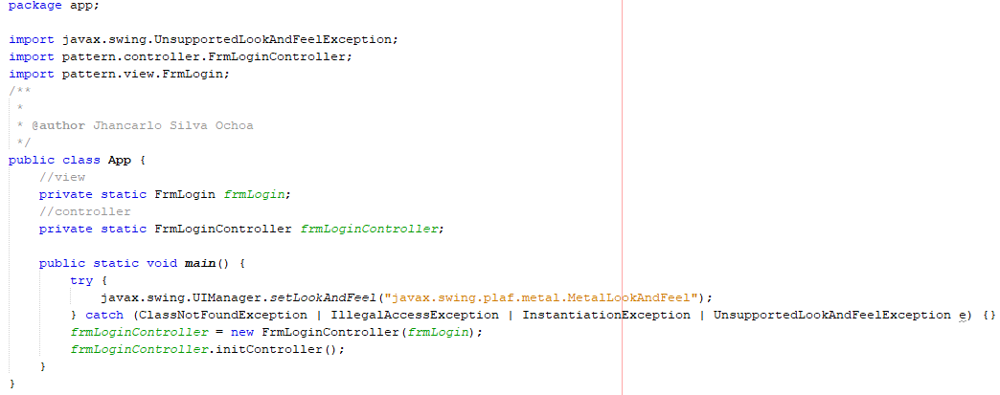 package app;
import javax.swing.UnsupportedLookAndFeelException;
import pattern.controller.FrmLoginController;
import pattern.view.FrmLogin;
/**
 *
 * @author Jhancarlo Silva Ochoa
 */
public class App {
    //view
    private static FrmLogin frmLogin;
    //controller
    private static FrmLoginController frmLoginController;
    public static void main() {
        try {
            javax.swing.UIManager.setLookAndFeel("javax.swing.plaf.metal.MetalLookAndFeel");
        } catch (ClassNotFoundException | IllegalAccessException | InstantiationException | UnsupportedLookAndFeelException e) {}
        frmLoginController = new FrmLoginController(frmLogin);
        frmLoginController.initController();
    }
}